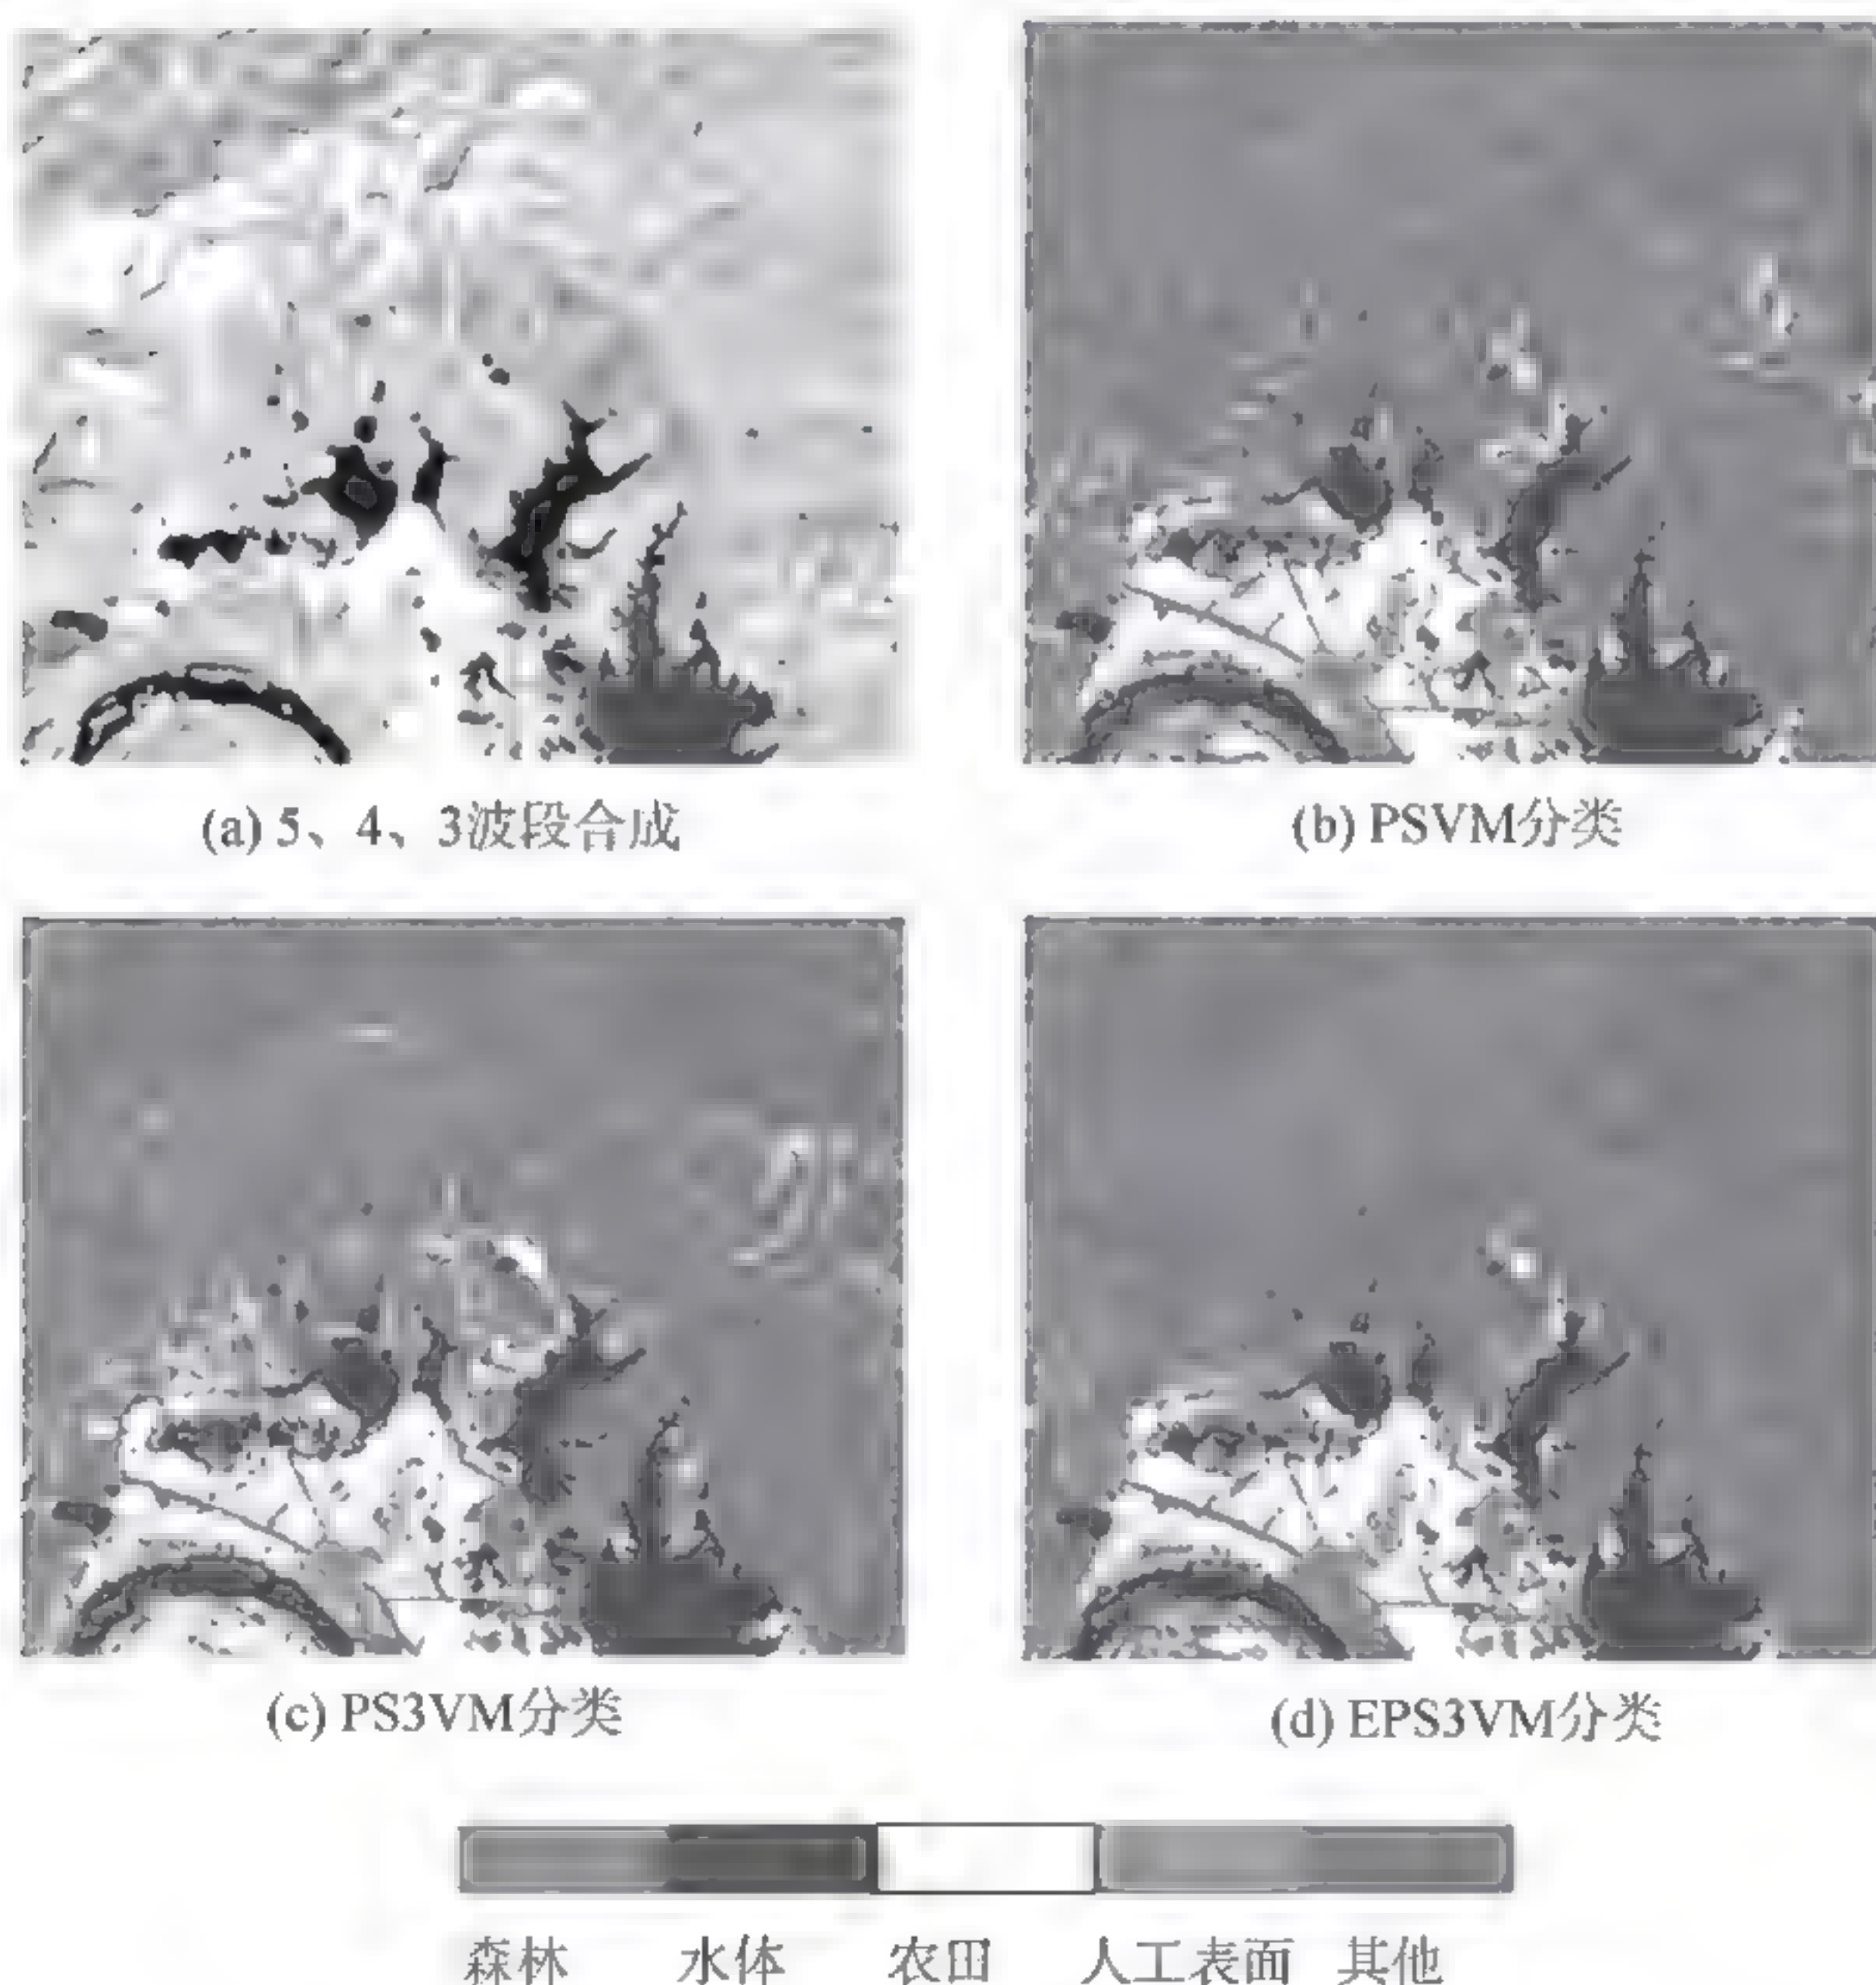 (a) 5、4、3波段合成
(b) PSVM分类
(c) PS3VM分类
(d) EPS3VM分类
森林 水体 农田 人工表面 其他